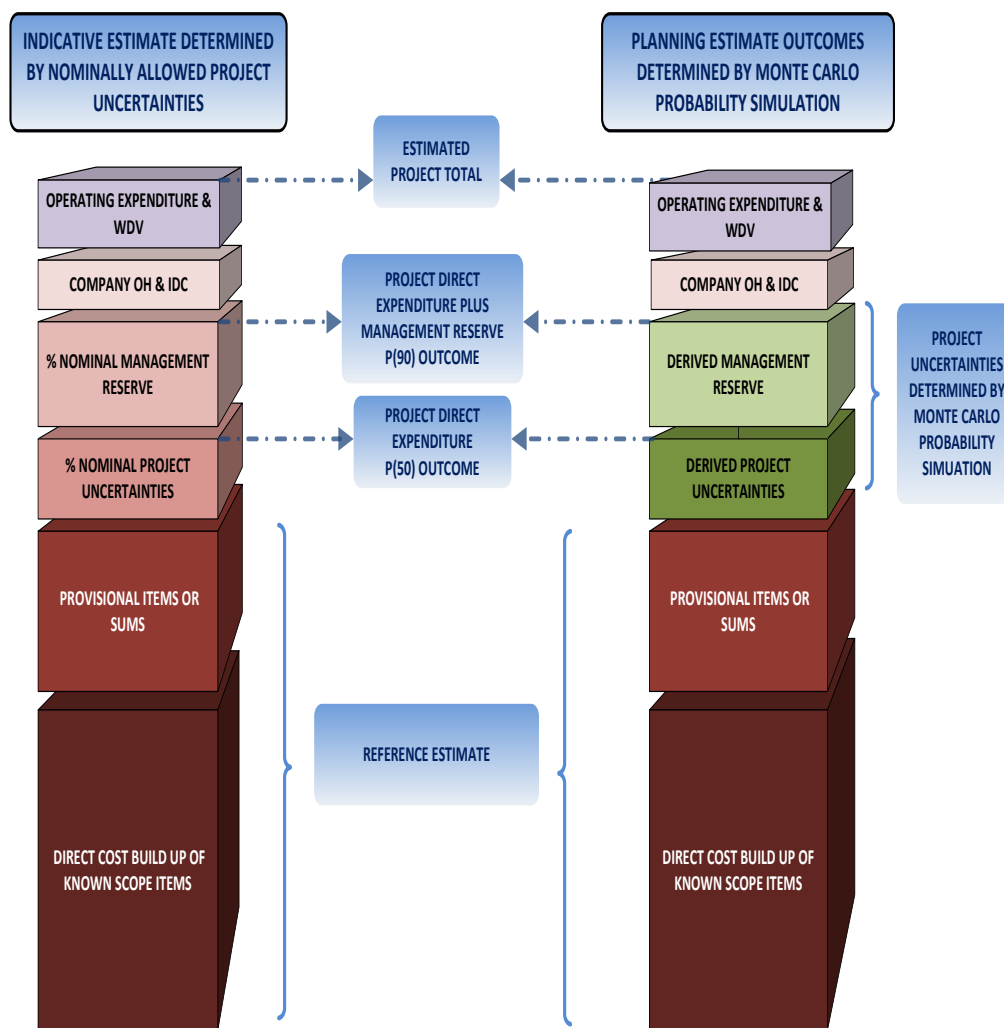 INDICATIVE ESTIMATE DETERMINED
BY NOMINALLY ALLOWED PROJECT
UNCERTAINTIES
PLANNING ESTIMATE OUTCOMES
DETERMINED BY MONTE CARLO
PROBABILITY SIMULATION
ESTIMATED
PROJECT TOTAL
OPERATING EXPENDITURE &
WDV
OPERATING EXPENDITURE &
WDV
COMPANY OH & IDC
PROJECT DIRECT
EXPENDITURE PLUS
MANAGEMENT RESERVE
P(90) OUTCOME
COMPANY OH & IDC
% NOMINAL MANAGEMENT
RESERVE
DERIVED MANAGEMENT
RESERVE
PROJECT
UNCERTAINTIES
DETERMINED BY
MONTE CARLO
PROBABILITY
SIMUATION
% NOMINAL PROJECT
UNCERTAINTIES
PROJECT DIRECT
EXPENDITURE
P(50) OUTCOME
DERIVED PROJECT
UNCERTAINTIES
PROVISIONAL ITEMS OR
SUMS
PROVISIONAL ITEMS OR
SUMS
REFERENCE ESTIMATE
DIRECT COST BUILD UP OF
KNOWN SCOPE ITEMS
DIRECT COST BUILD UP OF
KNOWN SCOPE ITEMS